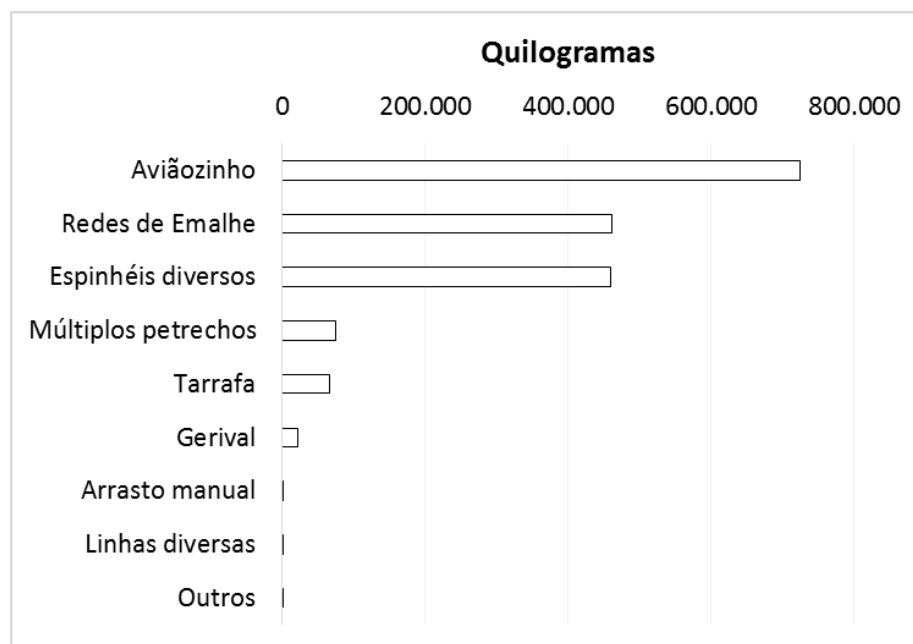 Quilogramas
0 200.000 400.000 600.000 800.000
Aviãozinho
Redes de Emalhe
Espinhéis diversos
Múltiplos petrechos
Tarrafa
Gerival
Arrasto manual
Linhas diversas
Outros